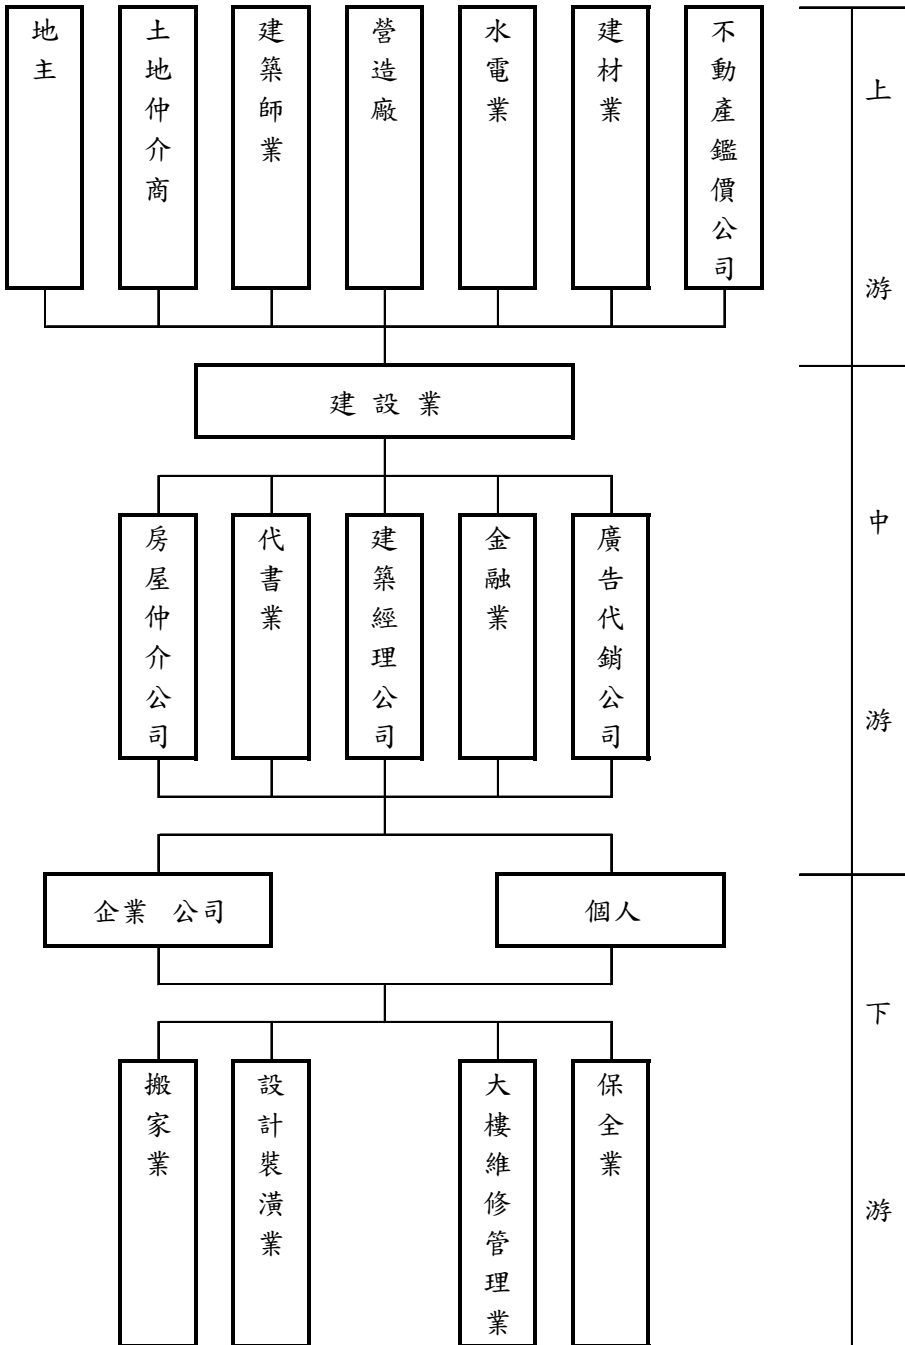 地主
土地仲介商
建築師業
營造廠
水電業
建材業
不動產鑑價公司
上游
建設業
房屋仲介公司
代書業
建築經理公司
金融業
廣告代銷公司
中游
企業 公司
個人
搬家業
設計裝潢業
大樓維修管理業
保全業
下游